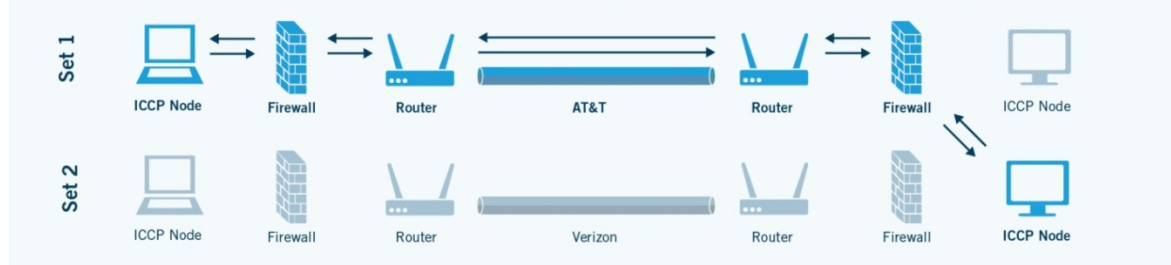 Set 1
ICCP Node Firewall Router AT&T Router Firewall ICCP Node
Set 2
ICCP Node Firewall Router Verizon Router Firewall ICCP Node